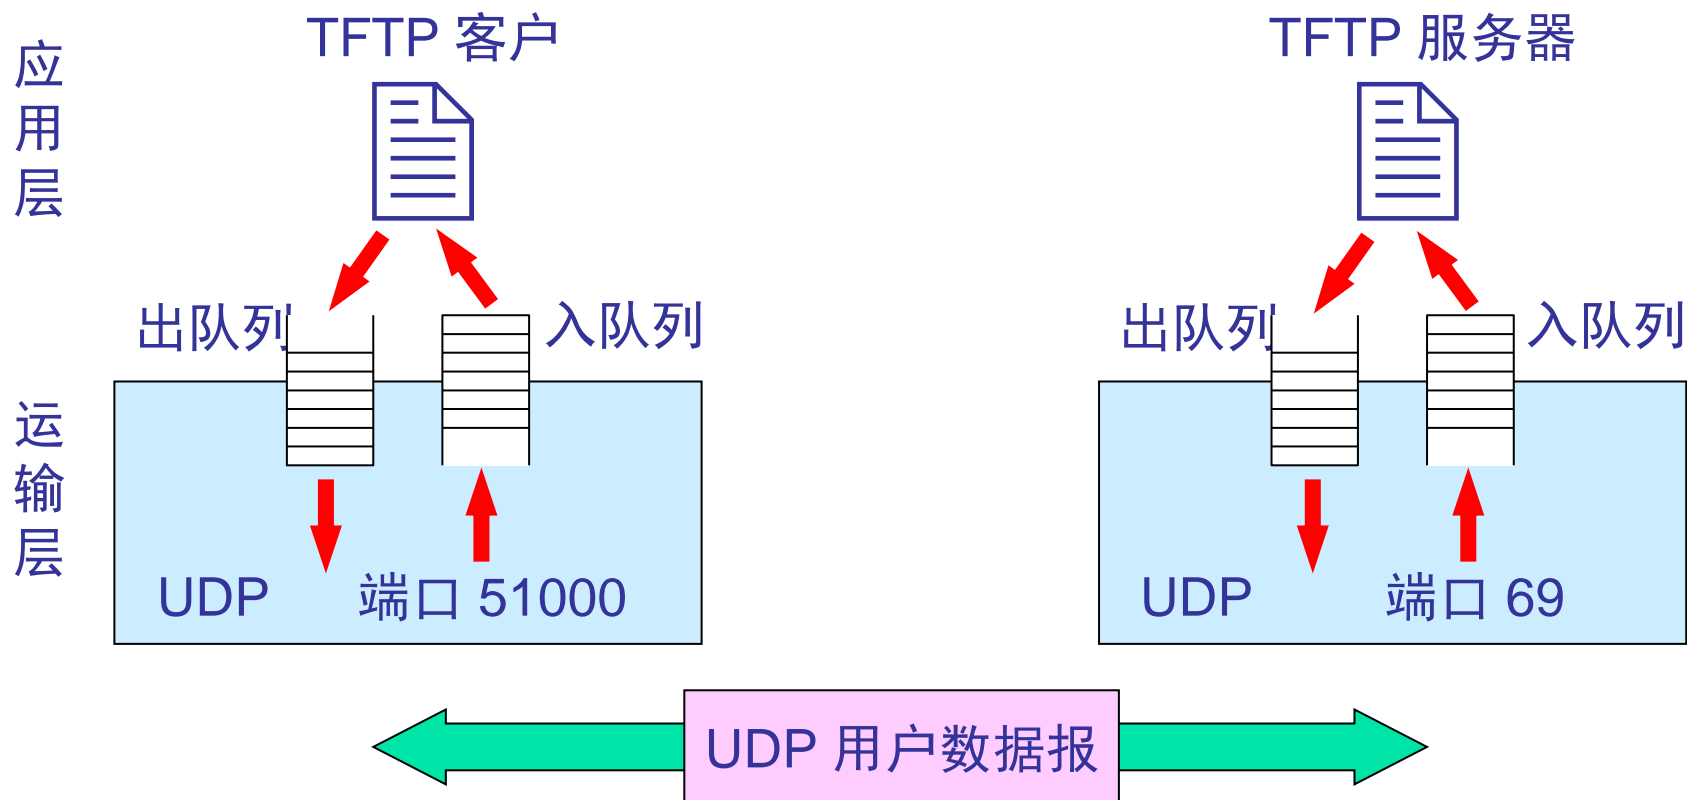 TFTP 客户
TFTP 服务器
应用层
出队列
入队列
出队列
入队列
运输层
UDP
端口 51000
UDP
端口 69
UDP 用户数据报